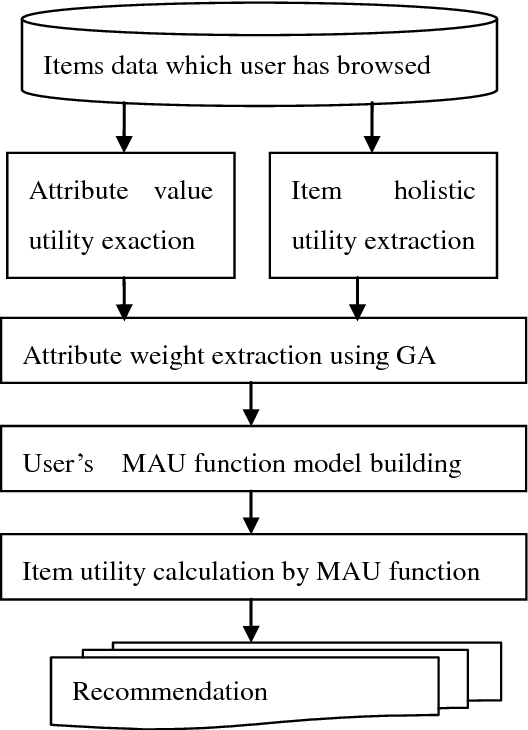 Items data which user has browsed
Attribute value
utility exaction
Item holistic
utility extraction
Attribute weight extraction using GA
User's MAU function model building
Item utility calculation by MAU function
Recommendation